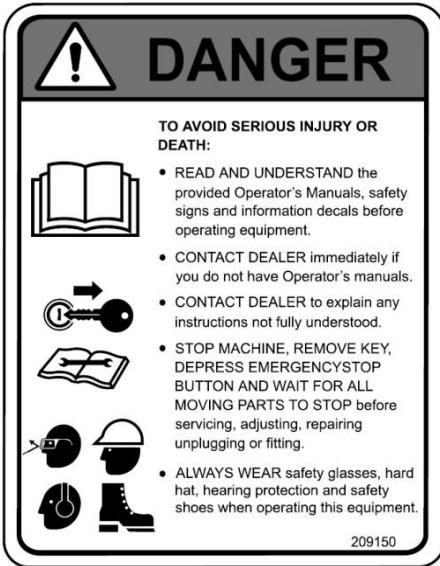 DANGER
TO AVOID SERIOUS INJURY OR
DEATH:
• READ AND UNDERSTAND the
provided Operator's Manuals, safety
signs and information decals before
operating equipment.
• CONTACT DEALER immediately if
you do not have Operator's manuals.
• CONTACT DEALER to explain any
instructions not fully understood.
• STOP MACHINE, REMOVE KEY,
DEPRESS EMERGENCYSTOP
BUTTON AND WAIT FOR ALL
MOVING PARTS TO STOP before
servicing, adjusting, repairing
unplugging or fitting.
• ALWAYS WEAR safety glasses, hard
hat, hearing protection and safety
shoes when operating this equipment.
209150